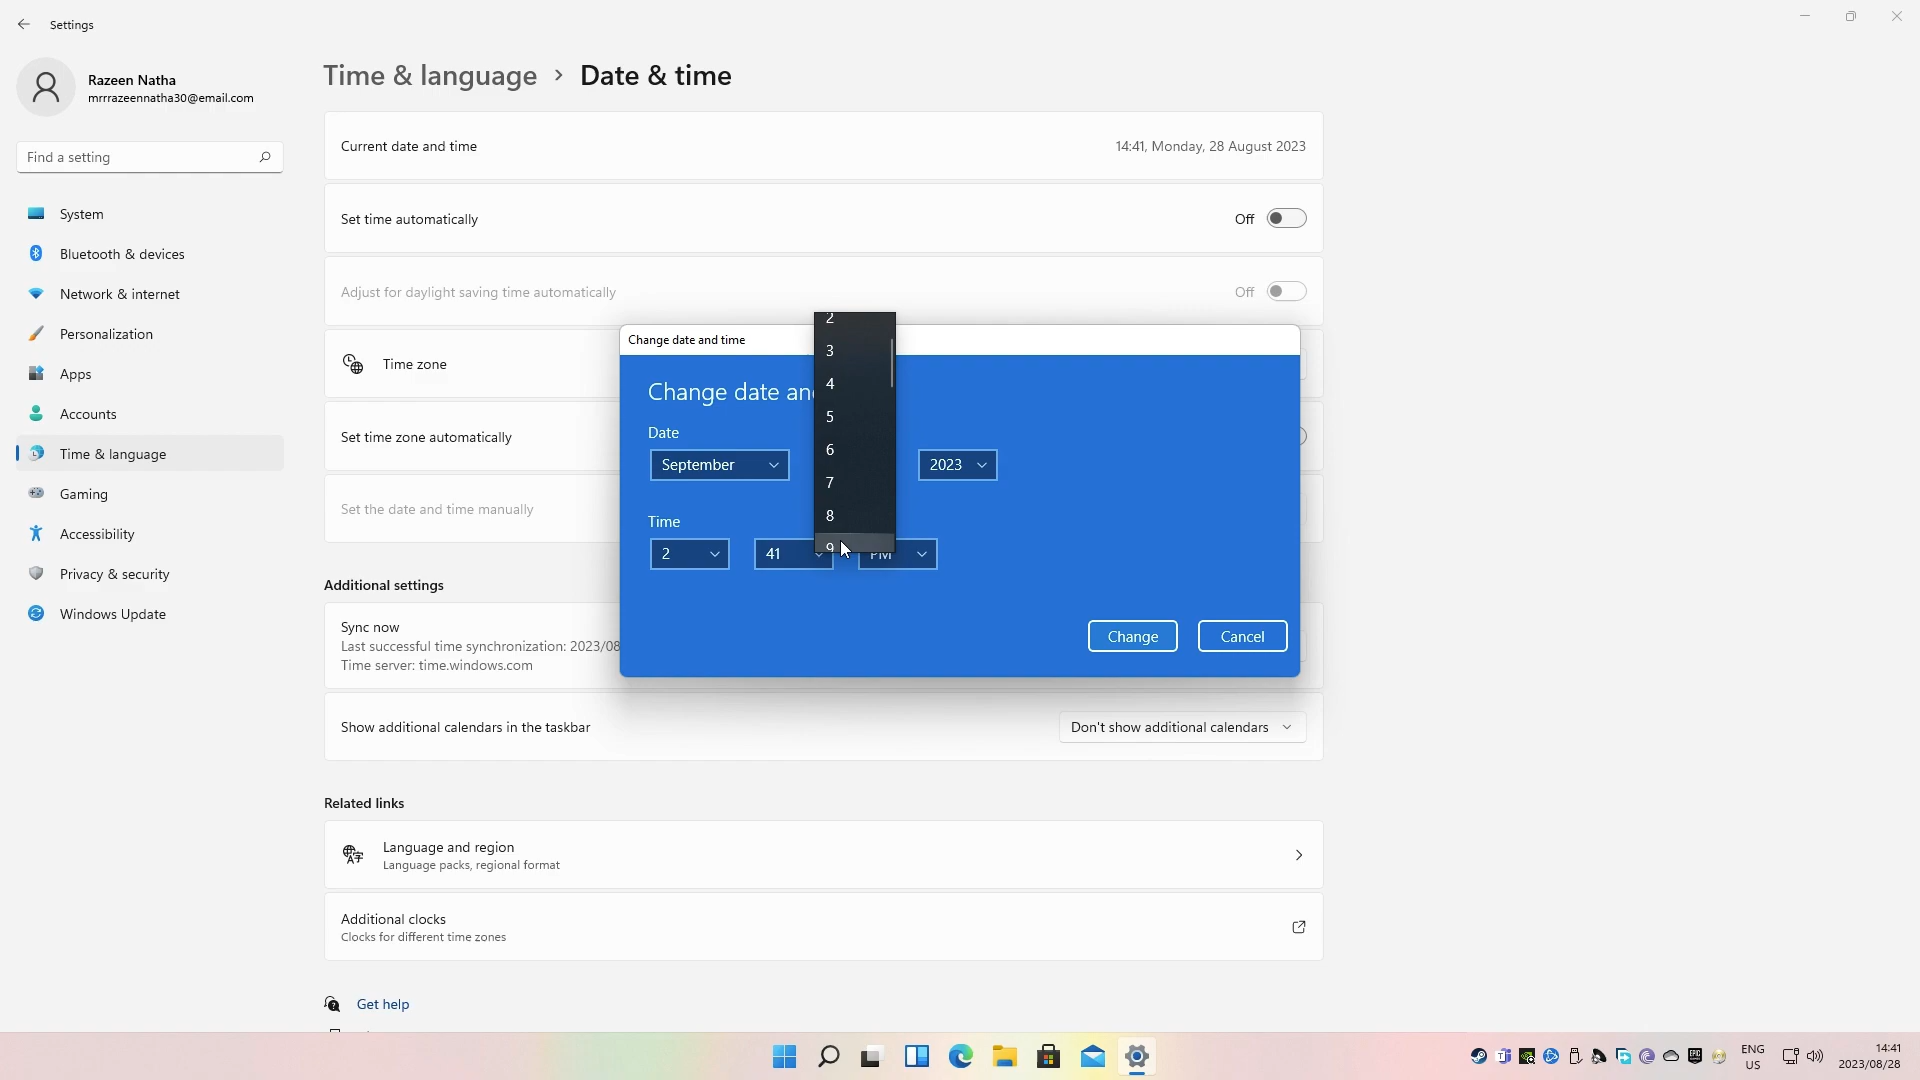 Settings
Razeen Natha
mrrrazeennatha30@email.com
Find a setting
System
Bluetooth & devices
Network & internet
Personalization
Apps
Accounts
Time & language
Gaming
Accessibility
Privacy & security
Windows Update
Time & language > Date & time
Current date and time
14:41, Monday, 28 August 2023
Set time automatically
Off
Adjust for daylight saving time automatically
Off
Time zone
Set time zone automatically
Set the date and time manually
Additional settings
Sync now
Last successful time synchronization: 2023/08
Time server: time.windows.com
Show additional calendars in the taskbar
Don't show additional calendars
Related links
Language and region
Language packs, regional format
Additional clocks
Clocks for different time zones
Get help
Change date and time
Change date an
Date
September
2023
Time
2
41
PM
2
3
4
5
6
7
8
9
Change
Cancel
ENG
US
14:41
2023/08/28